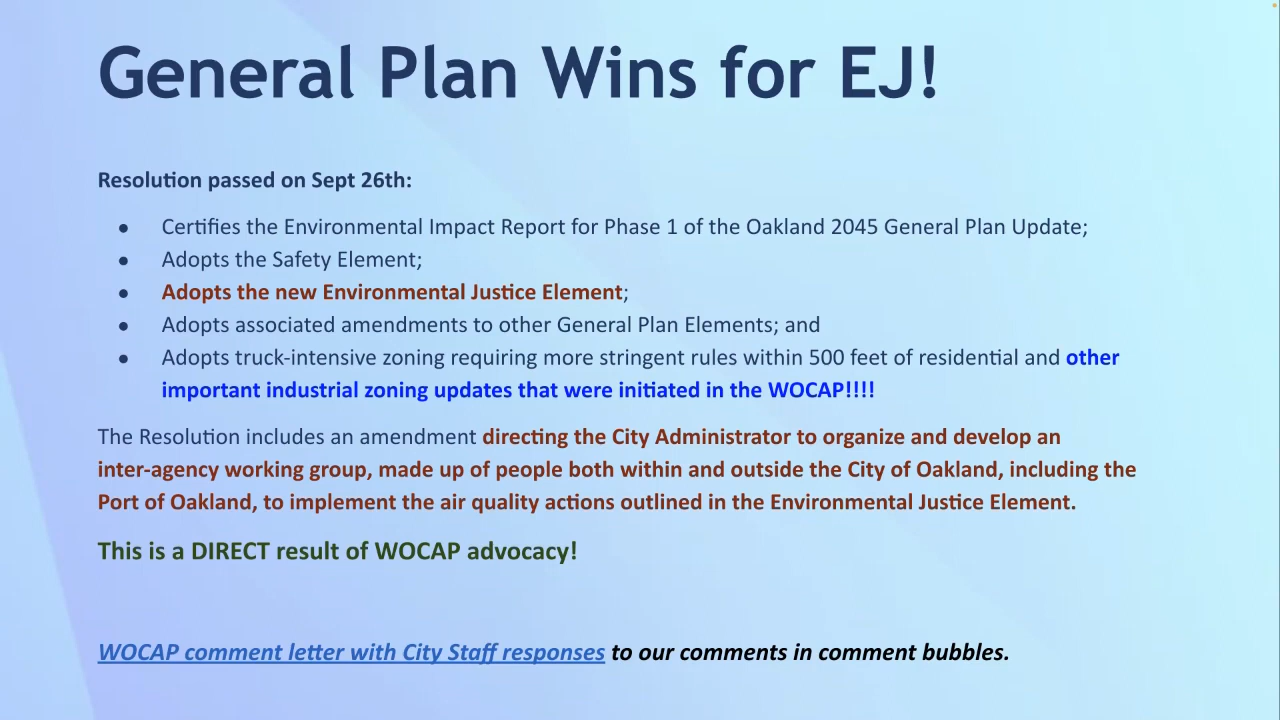 General Plan Wins for EJ!
Resolution passed on Sept 26th:
● Certifies the Environmental Impact Report for Phase 1 of the Oakland 2045 General Plan Update;
● Adopts the Safety Element;
● Adopts the new Environmental Justice Element;
● Adopts associated amendments to other General Plan Elements; and
● Adopts truck-intensive zoning requiring more stringent rules within 500 feet of residential and other
important industrial zoning updates that were initiated in the WOCAP!!!!
The Resolution includes an amendment directing the City Administrator to organize and develop an
inter-agency working group, made up of people both within and outside the City of Oakland, including the
Port of Oakland, to implement the air quality actions outlined in the Environmental Justice Element.
This is a DIRECT result of WOCAP advocacy!
WOCAP comment letter with City Staff responses to our comments in comment bubbles.